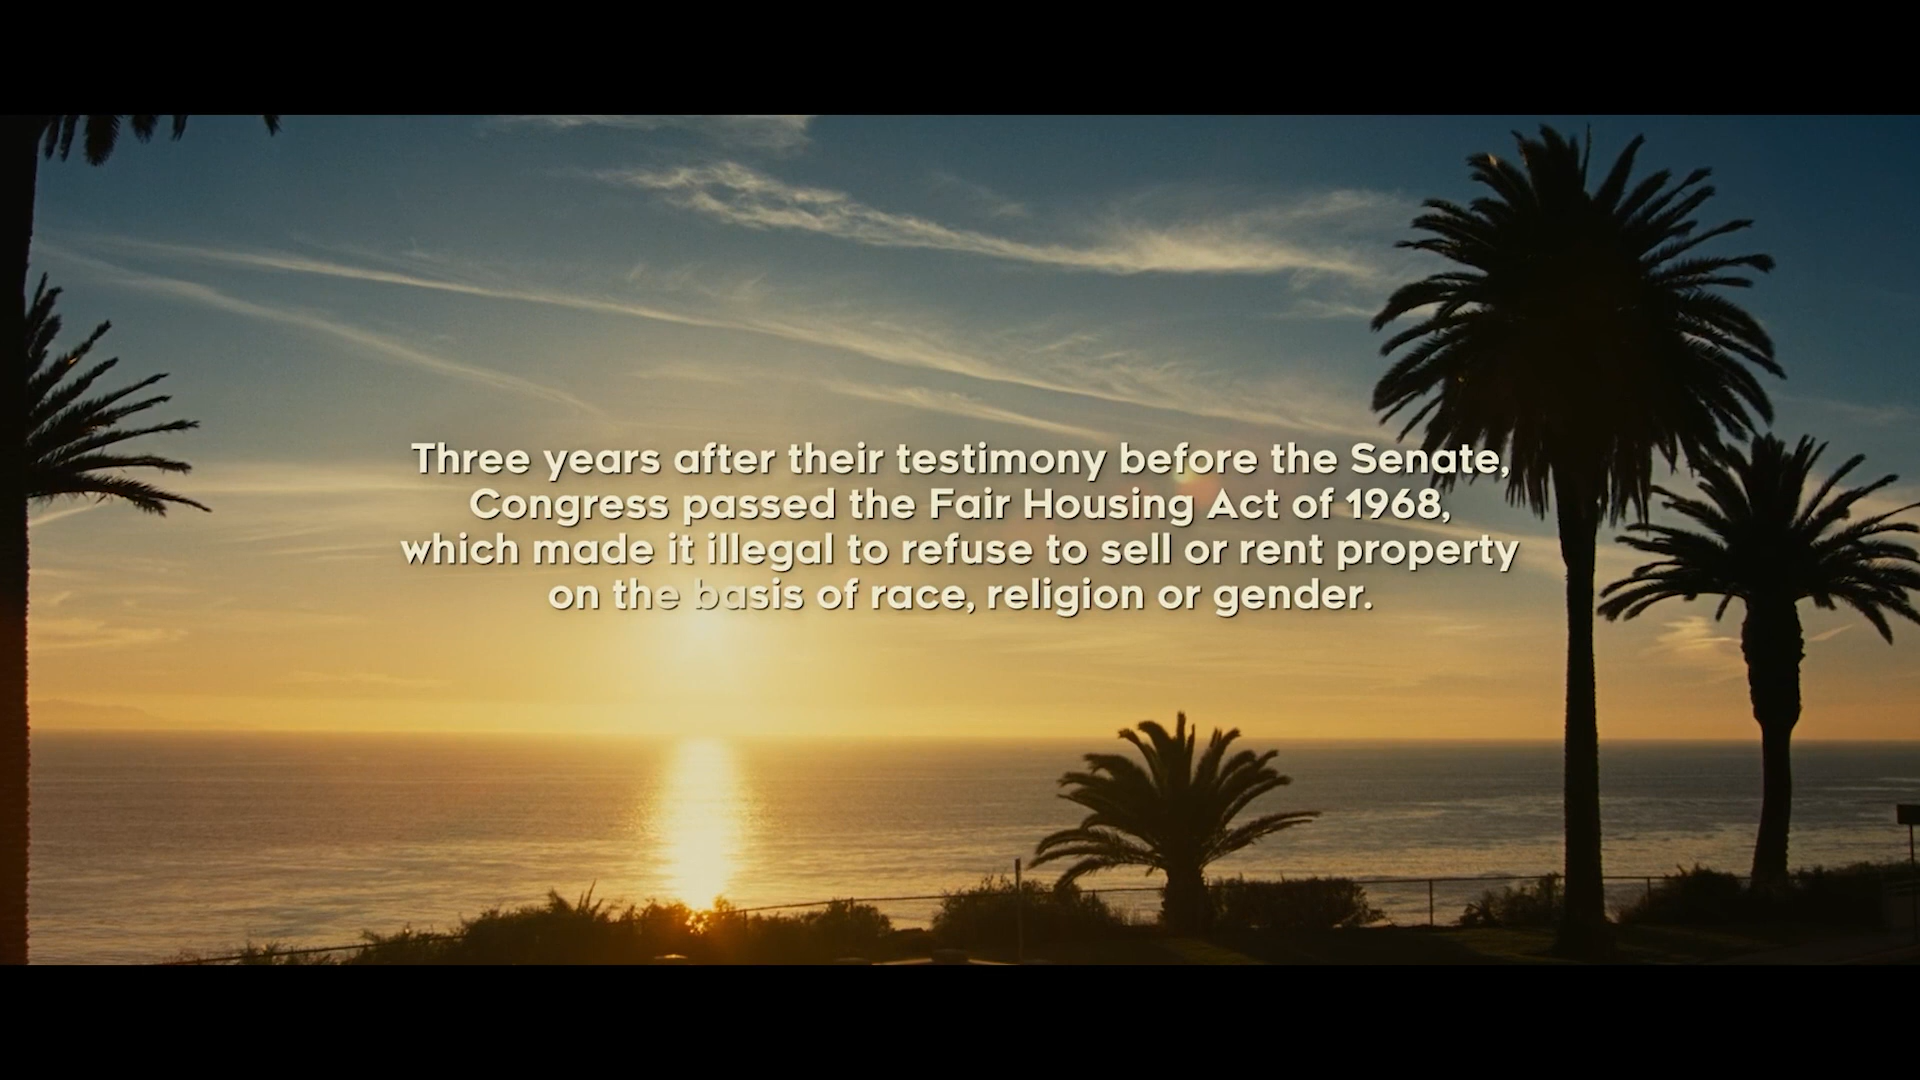 Three years after their testimony before the Senate,
Congress passed the Fair Housing Act of 1968,
which made it illegal to refuse to sell or rent property
on the basis of race, religion or gender.